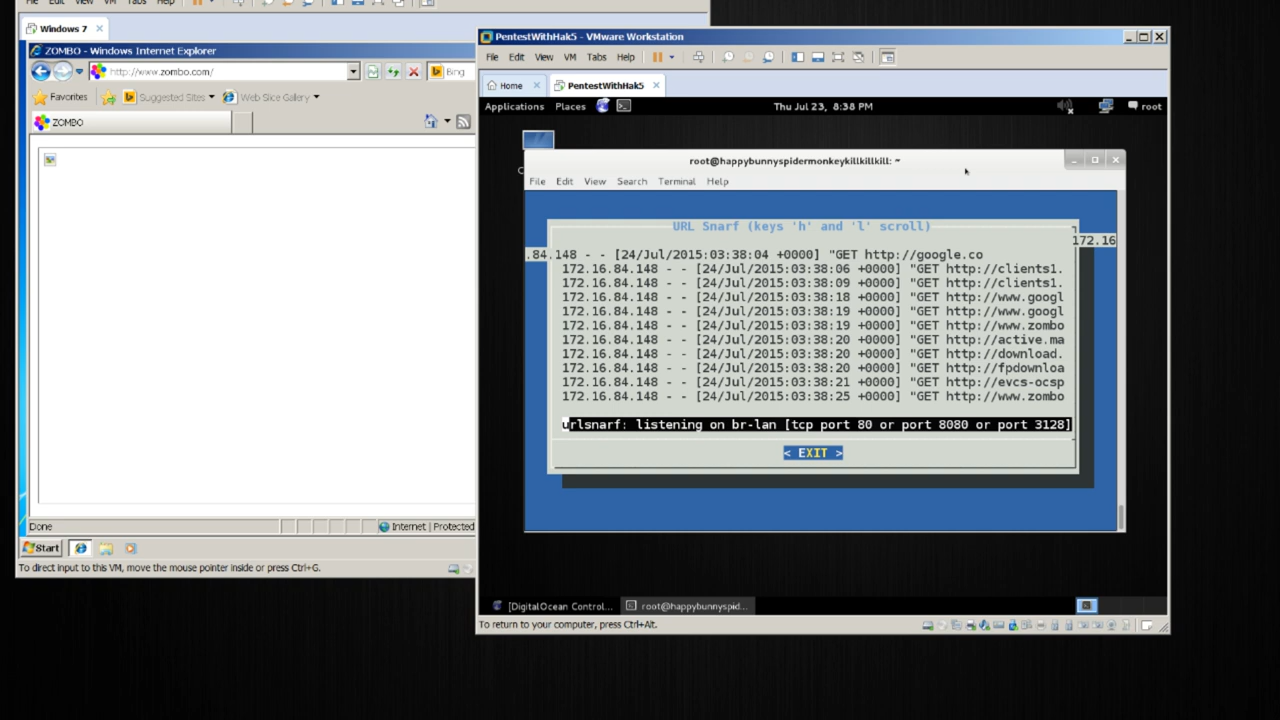 File Edit View VM Tabs Help
Windows 7
ZOMBO - Windows Internet Explorer
http://www.zombo.com/
Bing
Favorites
Suggested Sites
Web Slice Gallery
ZOMBO
Done
Internet | Protected
Start
To direct input to this VM, move the mouse pointer inside or press Ctrl+G.
PentestWithHak5 - VMware Workstation
File Edit View VM Tabs Help
Home
PentestWithHak5
Applications Places
Thu Jul 23, 8:38 PM
root
root@happybunnyspidermonkeykillkillkill: ~
File Edit View Search Terminal Help
URL Snarf (keys 'h' and 'l' scroll)
172.16
.84.148 - - [24/Jul/2015:03:38:04 +0000] "GET http://google.co
172.16.84.148 - - [24/Jul/2015:03:38:06 +0000] "GET http://clients1.
172.16.84.148 - - [24/Jul/2015:03:38:09 +0000] "GET http://clients1.
172.16.84.148 - - [24/Jul/2015:03:38:18 +0000] "GET http://www.googl
172.16.84.148 - - [24/Jul/2015:03:38:19 +0000] "GET http://www.googl
172.16.84.148 - - [24/Jul/2015:03:38:19 +0000] "GET http://www.zombo
172.16.84.148 - - [24/Jul/2015:03:38:20 +0000] "GET http://active.ma
172.16.84.148 - - [24/Jul/2015:03:38:20 +0000] "GET http://download.
172.16.84.148 - - [24/Jul/2015:03:38:20 +0000] "GET http://fpdownloa
172.16.84.148 - - [24/Jul/2015:03:38:21 +0000] "GET http://evcs-ocsp
172.16.84.148 - - [24/Jul/2015:03:38:25 +0000] "GET http://www.zombo
urlsnarf: listening on br-lan [tcp port 80 or port 8080 or port 3128]
< EXIT >
[DigitalOcean Control...
root@happybunnyspid...
To return to your computer, press Ctrl+Alt.